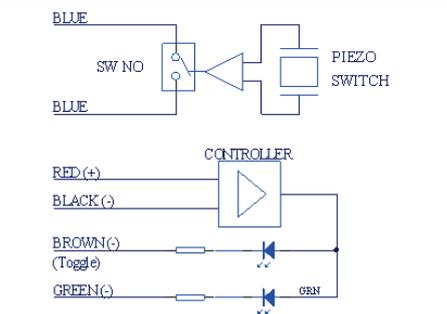 BLUE
SW NO
PIEZO
SWITCH
BLUE
CONTROLLER
RED (+)
BLACK (-)
BROWN (-)
(Toggle)
GREEN (-)
GRN